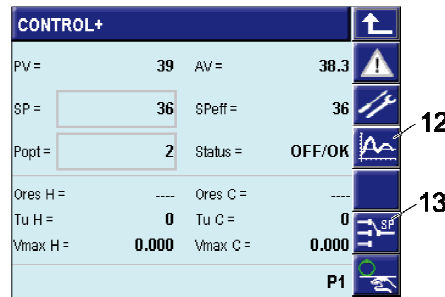 CONTROL+
PV = 39 AV = 38.3
SP = 36 SPeff = 36
12
Popt = 2 Status = OFF/OK
Ores H = ---- Ores C = ----
13
Tu H = 0 Tu C = 0
SP
Vmax H = 0.000 Vmax C = 0.000
P1